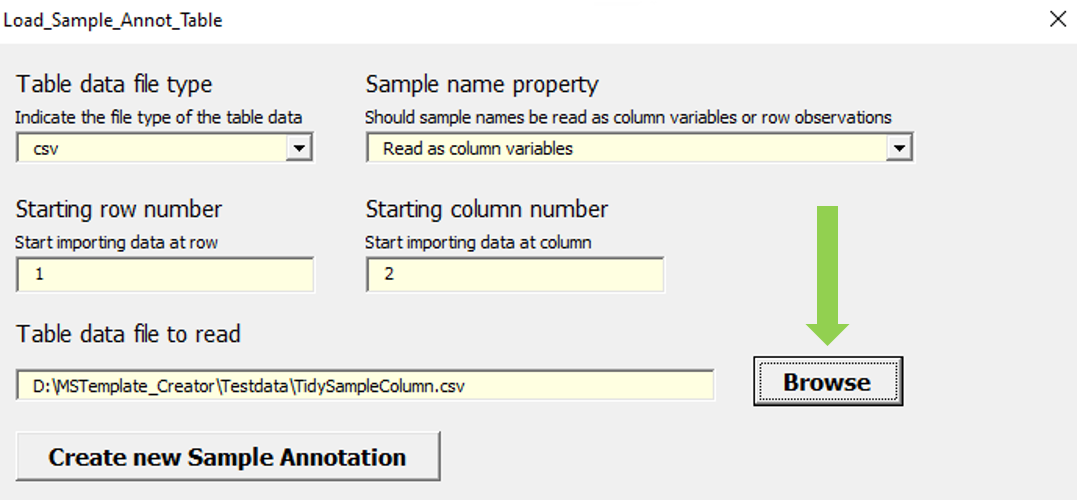 Load_Sample_Annot_Table
Table data file type
Indicate the file type of the table data
csv
Sample name property
Should sample names be read as column variables or row observations
Read as column variables
Starting row number
Start importing data at row
1
Starting column number
Start importing data at column
2
Table data file to read
D:\MSTemplate_Creator\Testdata\TidySampleColumn.csv
Browse
Create new Sample Annotation